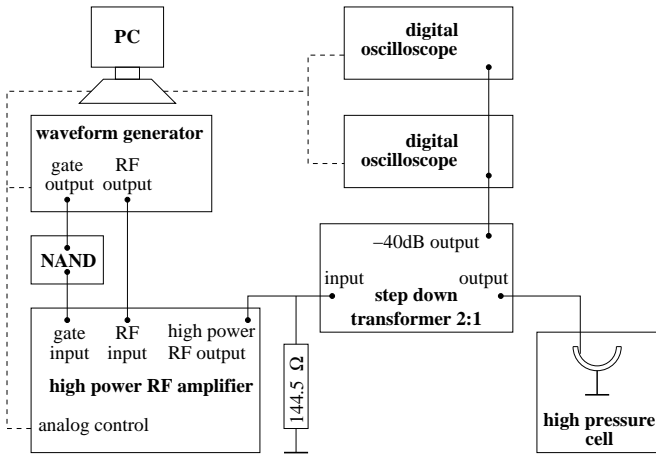 PC
digital
oscilloscope
digital
oscilloscope
waveform generator
gate
output
RF
output
NAND
−40dB output
input
output
step down
transformer 2:1
gate
input
RF
input
high power
RF output
high power RF amplifier
analog control
144.5 Ω
high pressure
cell